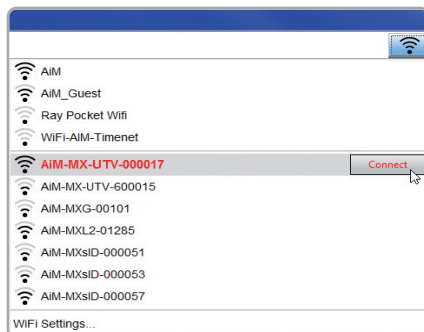 AiM
AiM_Guest
Ray Pocket Wifi
WiFi-AIM-Timenet
AiM-MX-UTV-000017 Connect
AiM-MX-UTV-600015
AiM-MXG-00101
AiM-MXL2-01285
AiM-MXsID-000051
AiM-MXsID-000053
AiM-MXsID-000057
WiFi Settings...